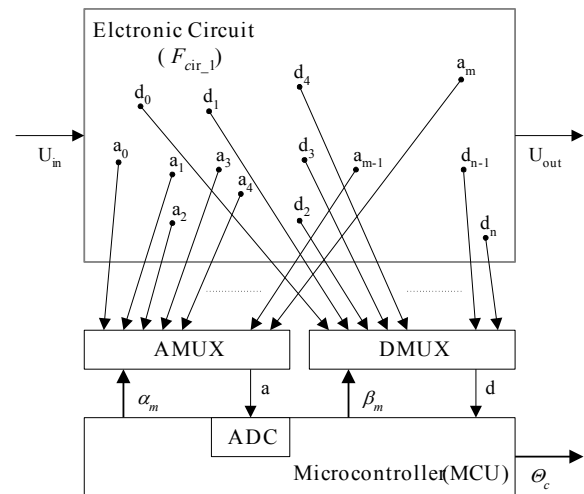 Elctronic Circuit
( F_cir_1 )
d_4
a_m
d_0
d_1
U_in
U_out
a_0
a_1
a_3
d_3
a_m-1
d_n-1
a_4
a_2
d_2
d_n
AMUX
DMUX
α_m
a
β_m
d
ADC
Microcontroller(MCU)
Θ_c